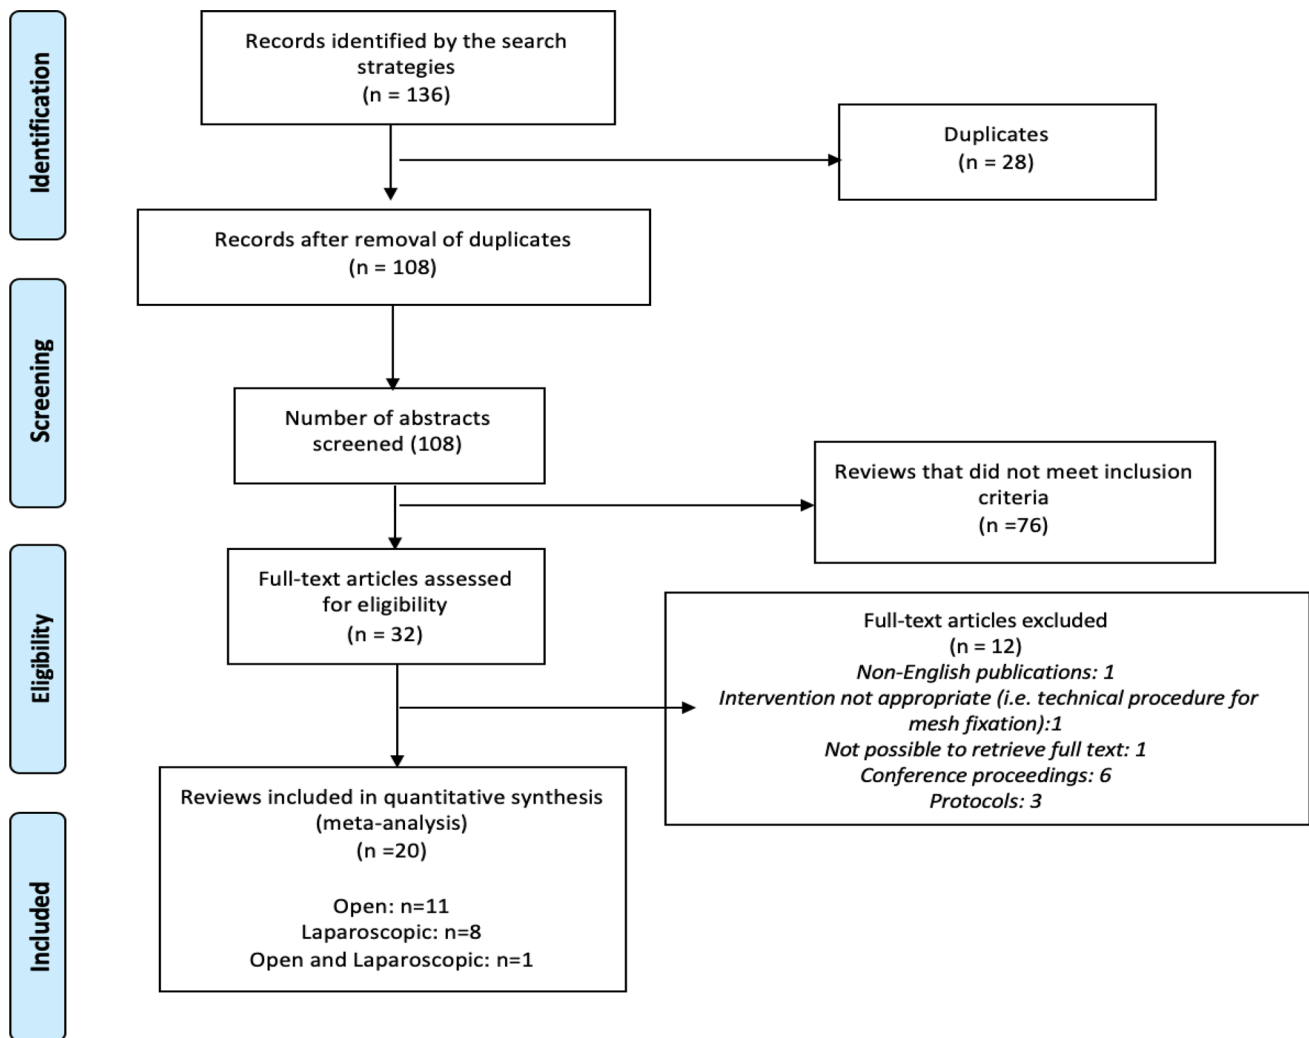 Identification
Records identified by the search
strategies
(n = 136)
Duplicates
(n = 28)
Records after removal of duplicates
(n = 108)
Screening
Number of abstracts
screened (108)
Reviews that did not meet inclusion
criteria
(n =76)
Eligibility
Full-text articles assessed
for eligibility
(n = 32)
Full-text articles excluded
(n = 12)
Non-English publications: 1
Intervention not appropriate (i.e. technical procedure for
mesh fixation):1
Not possible to retrieve full text: 1
Conference proceedings: 6
Protocols: 3
Included
Reviews included in quantitative synthesis
(meta-analysis)
(n =20)
Open: n=11
Laparoscopic: n=8
Open and Laparoscopic: n=1